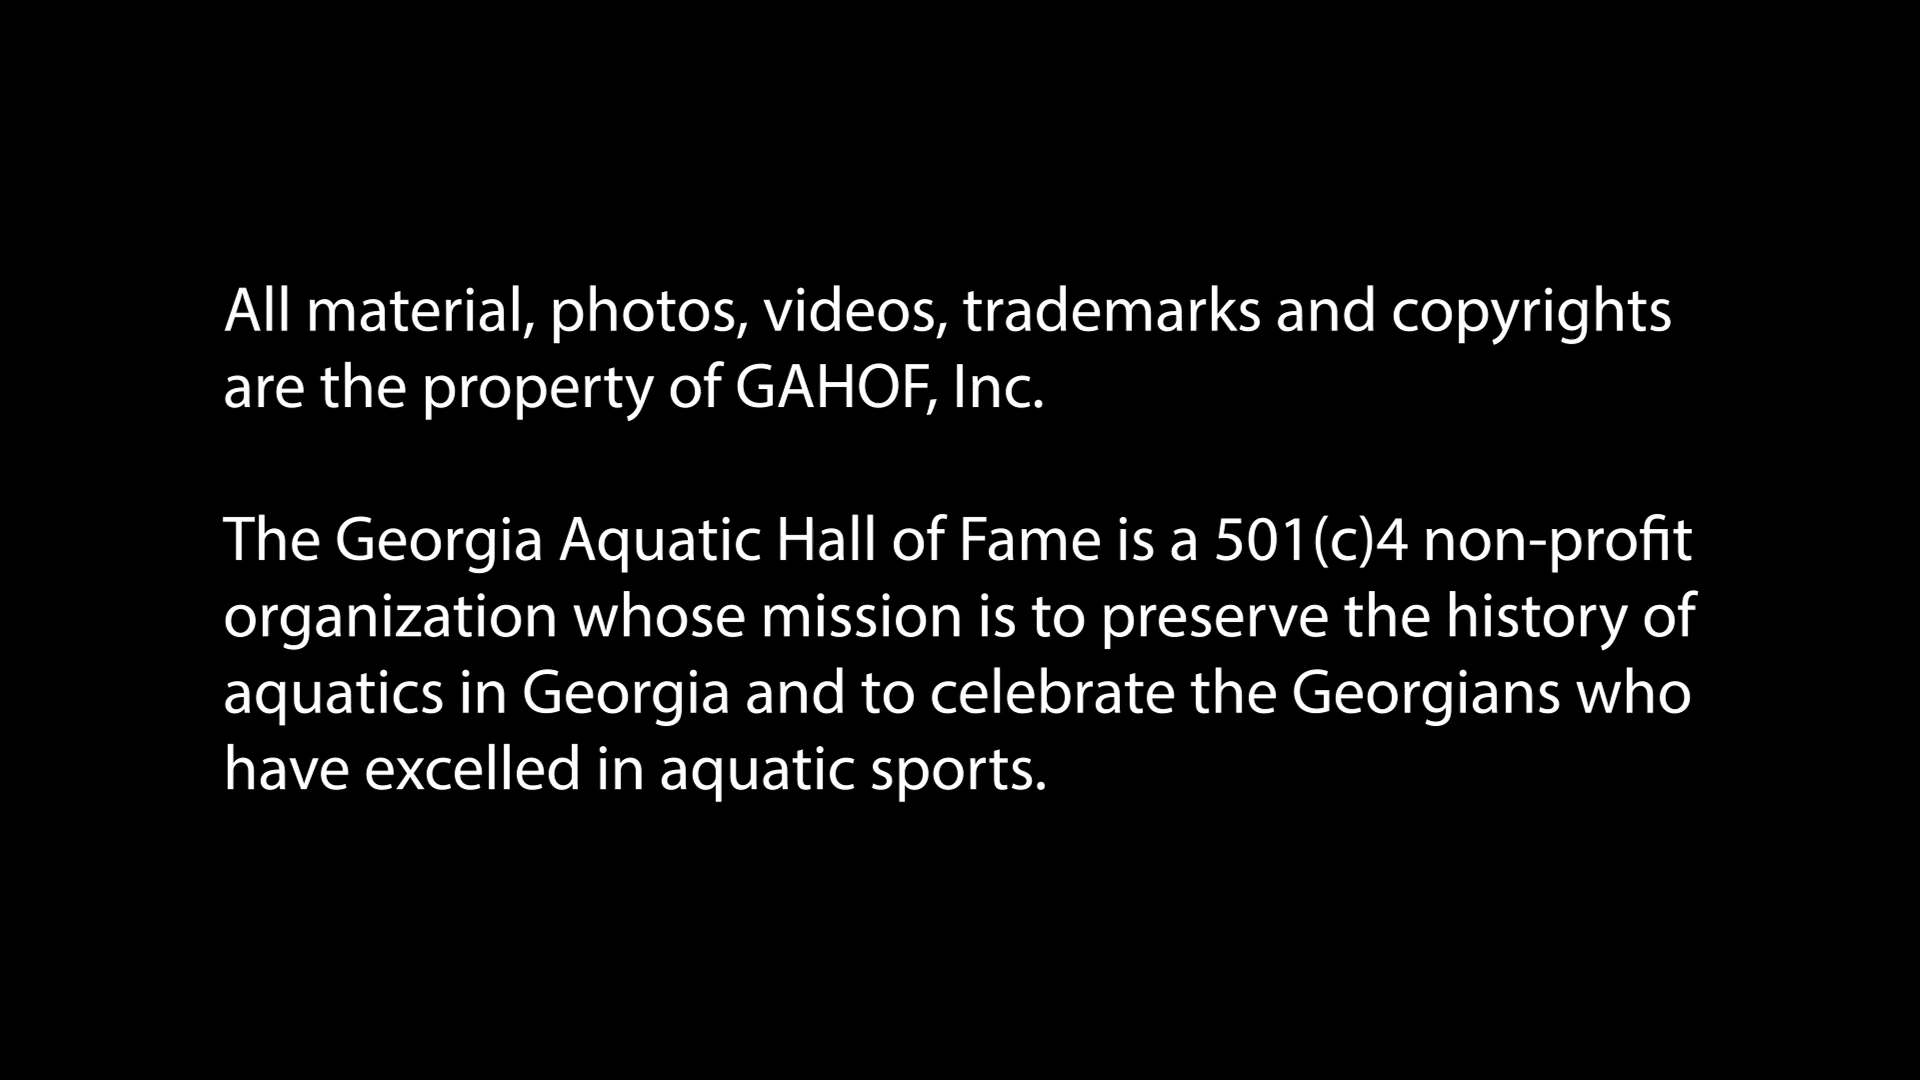 All material, photos, videos, trademarks and copyrights
are the property of GAHOF, Inc.
The Georgia Aquatic Hall of Fame is a 501(c)4 non-profit
organization whose mission is to preserve the history of
aquatics in Georgia and to celebrate the Georgians who
have excelled in aquatic sports.